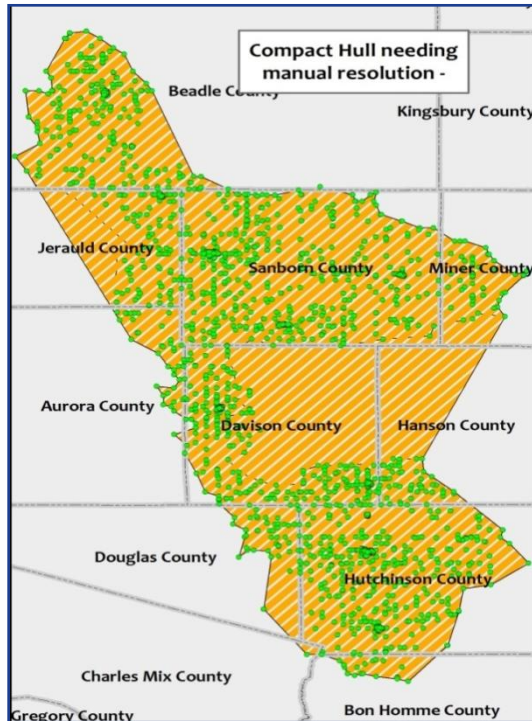 Compact Hull needing
manual resolution -
Beadle County
Kingsbury County
Jerauld County
Sanborn County
Miner County
Aurora County
Davison County
Hanson County
Douglas County
Hutchinson County
Charles Mix County
Gregory County
Bon Homme County